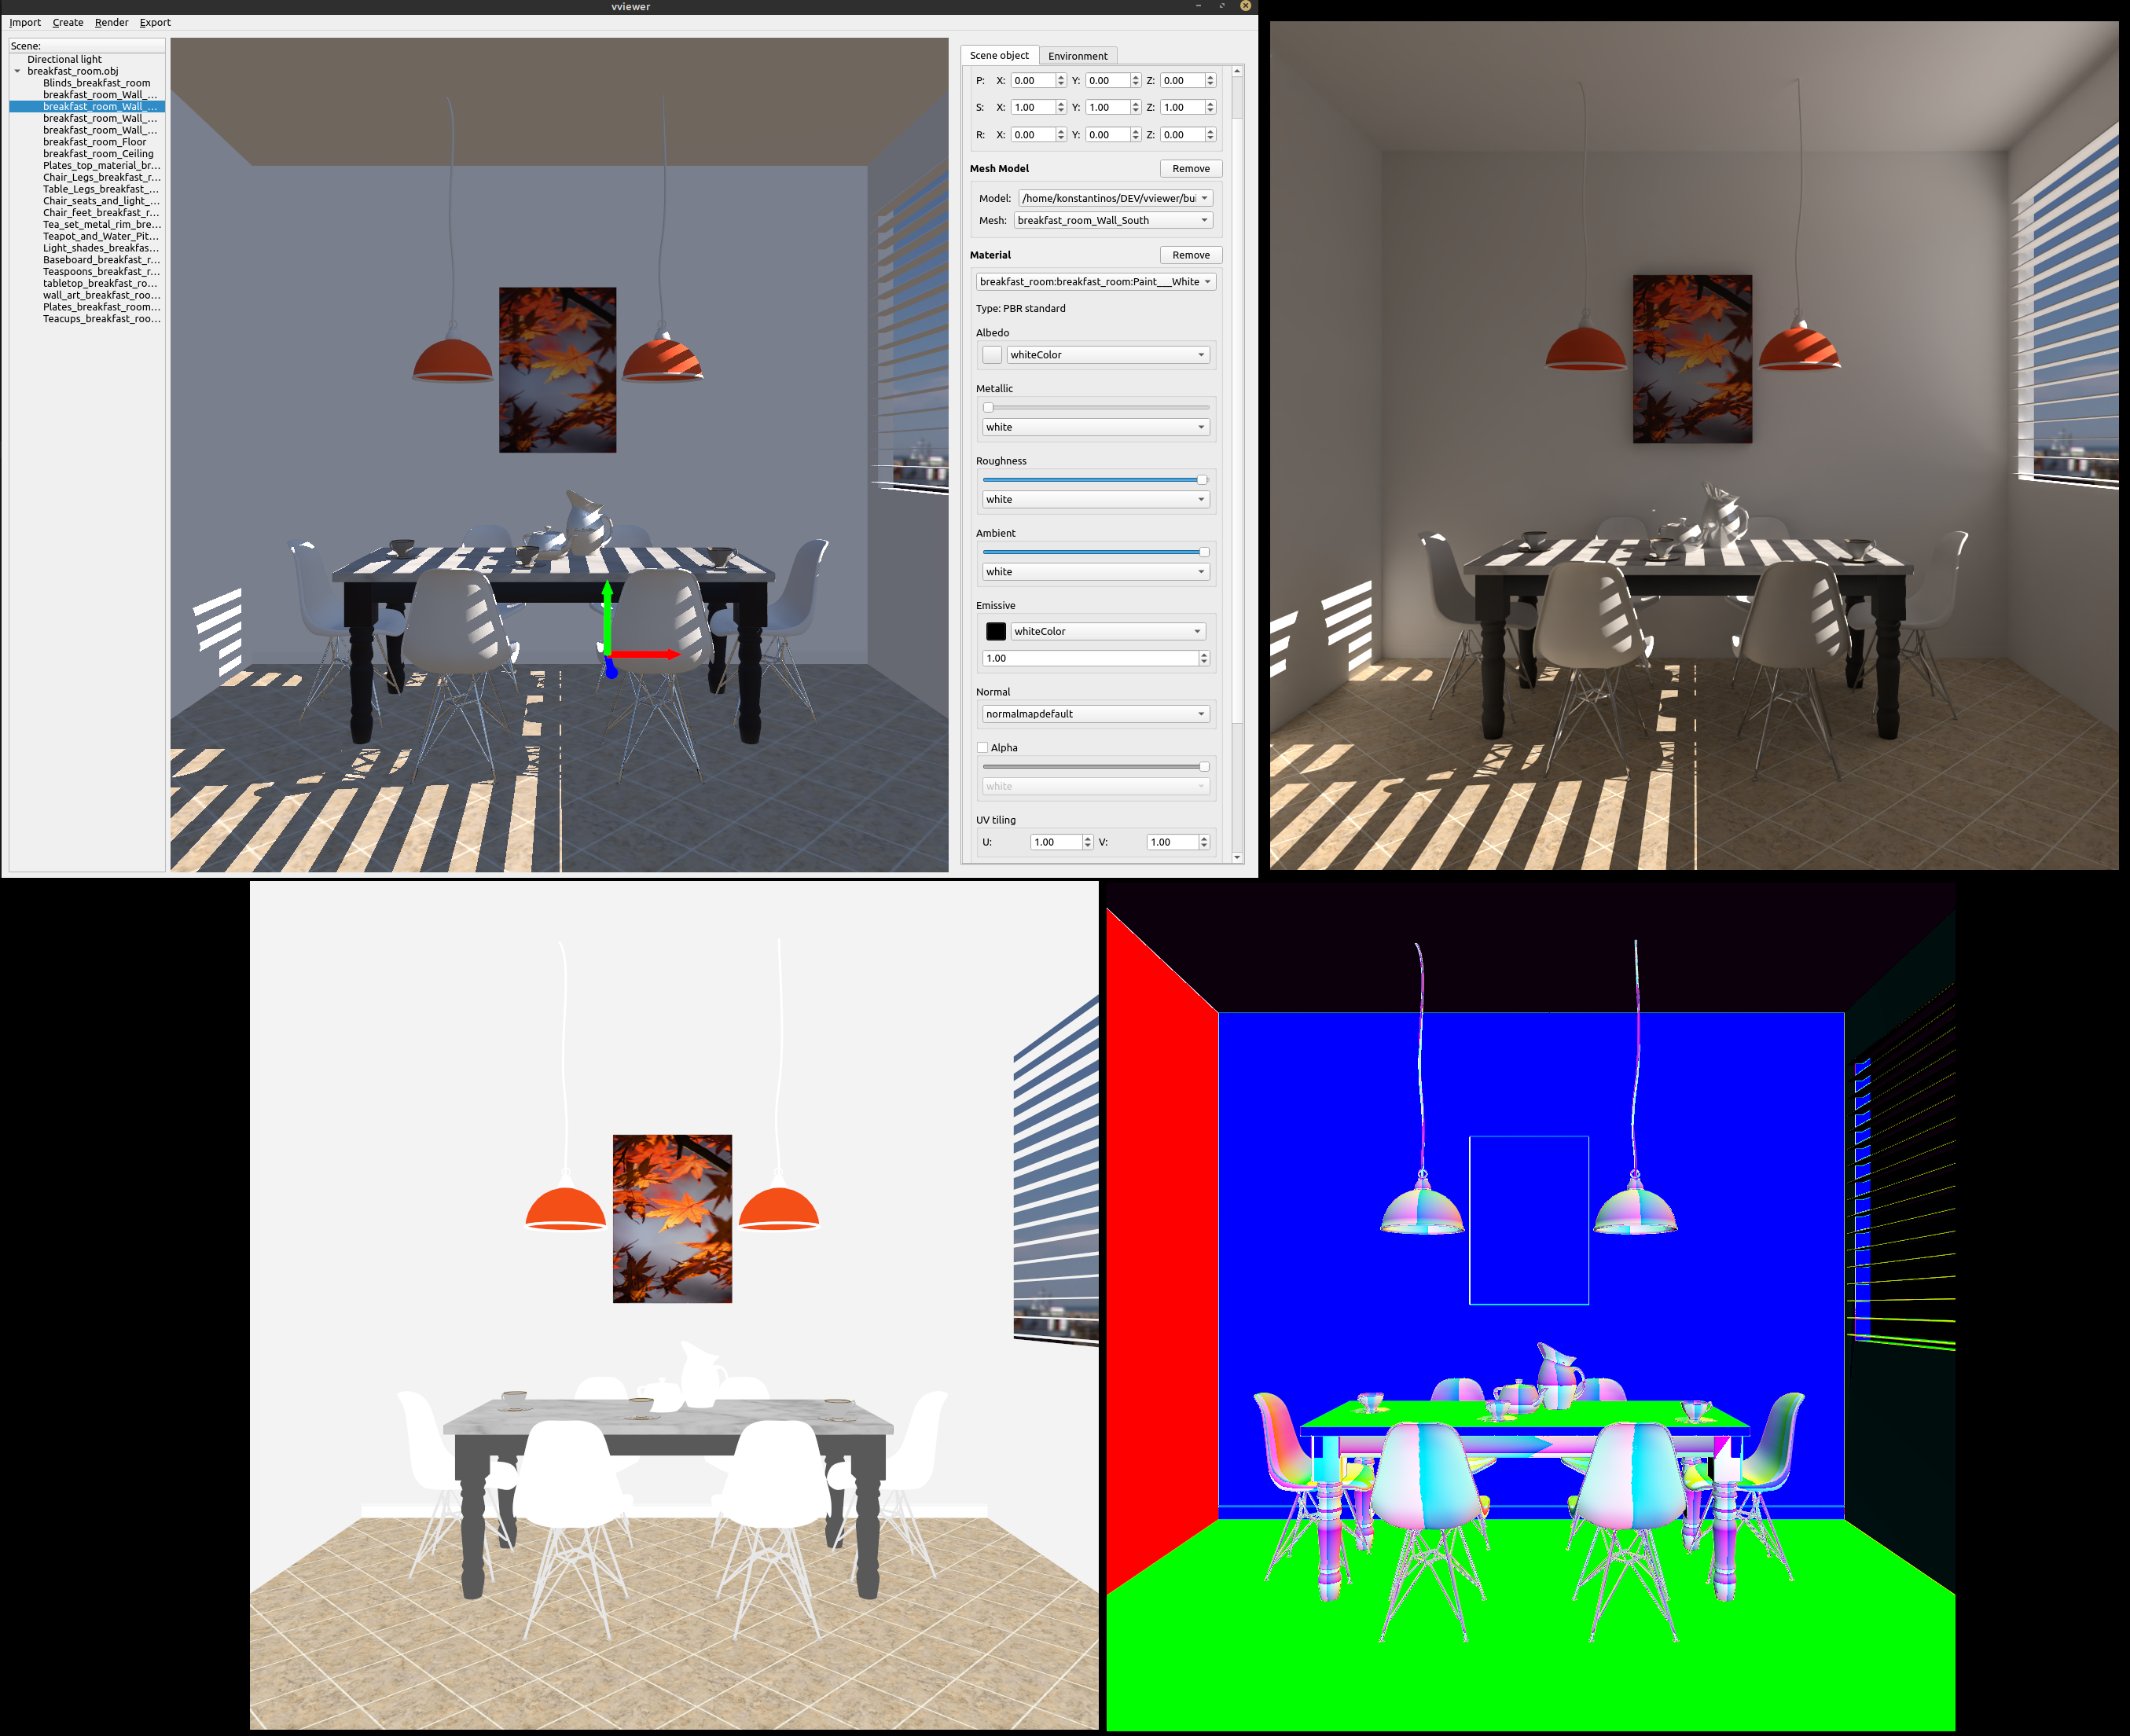 vviewer
Import Create Render Export
Scene:
Directional light
breakfast_room.obj
Blinds_breakfast_room
breakfast_room_Wall_...
breakfast_room_Wall_...
breakfast_room_Wall_...
breakfast_room_Wall_...
breakfast_room_Floor
breakfast_room_Ceiling
Plates_top_material_br...
Chair_Legs_breakfast_r...
Table_Legs_breakfast_...
Chair_seats_and_light_...
Chair_feet_breakfast_r...
Tea_set_metal_rim_bre...
Teapot_and_Water_Pit...
Light_shades_breakfas...
Baseboard_breakfast_r...
Teaspoons_breakfast_r...
tabletop_breakfast_ro...
wall_art_breakfast_roo...
Plates_breakfast_room...
Teacups_breakfast_roo...
Scene object Environment
P: X: 0.00 Y: 0.00 Z: 0.00
S: X: 1.00 Y: 1.00 Z: 1.00
R: X: 0.00 Y: 0.00 Z: 0.00
Mesh Model Remove
Model: /home/konstantinos/DEV/vviewer/bui
Mesh: breakfast_room_Wall_South
Material Remove
breakfast_room:breakfast_room:Paint___White
Type: PBR standard
Albedo
whiteColor
Metallic
white
Roughness
white
Ambient
white
Emissive
whiteColor
1.00
Normal
normalmapdefault
Alpha
white
UV tiling
U: 1.00 V: 1.00